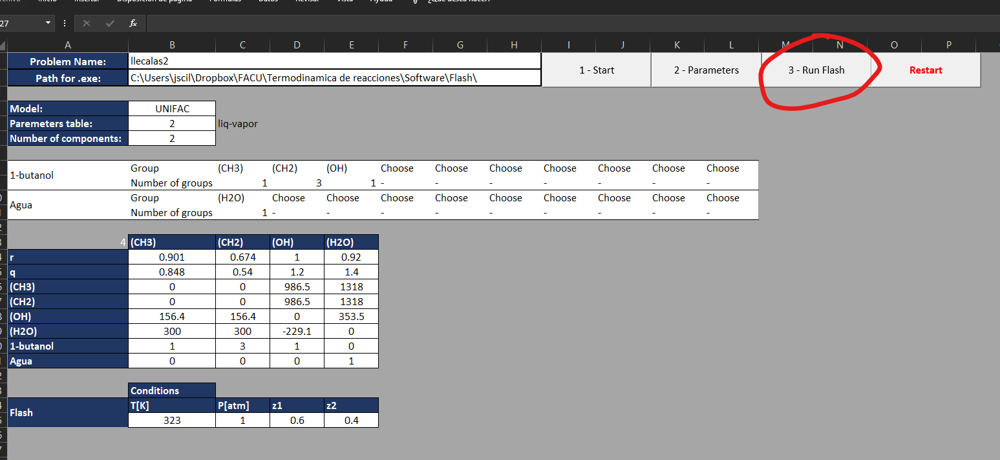 Inicio Insertar Disposición de página Fórmulas Datos Revisar Vista Ayuda ¿Qué desea hacer?
27 fx
A B C D E F G H I J K L M N O P
Problem Name: llecalas2
Path for .exe: C:\Users\jscil\Dropbox\FACU\Termodinamica de reacciones\Software\Flash\
1 - Start 2 - Parameters 3 - Run Flash Restart
Model: UNIFAC
Paremeters table: 2 liq-vapor
Number of components: 2
1-butanol Group (CH3) (CH2) (OH) Choose Choose Choose Choose Choose Choose Choose
Number of groups 1 3 1 - - - - - - -
Agua Group (H2O) Choose Choose Choose Choose Choose Choose Choose Choose Choose
Number of groups 1 - - - - - - - - -
4 (CH3) (CH2) (OH) (H2O)
r 0.901 0.674 1 0.92
q 0.848 0.54 1.2 1.4
(CH3) 0 0 986.5 1318
(CH2) 0 0 986.5 1318
(OH) 156.4 156.4 0 353.5
(H2O) 300 300 -229.1 0
1-butanol 1 3 1 0
Agua 0 0 0 1
Conditions
Flash T[K] P[atm] z1 z2
323 1 0.6 0.4